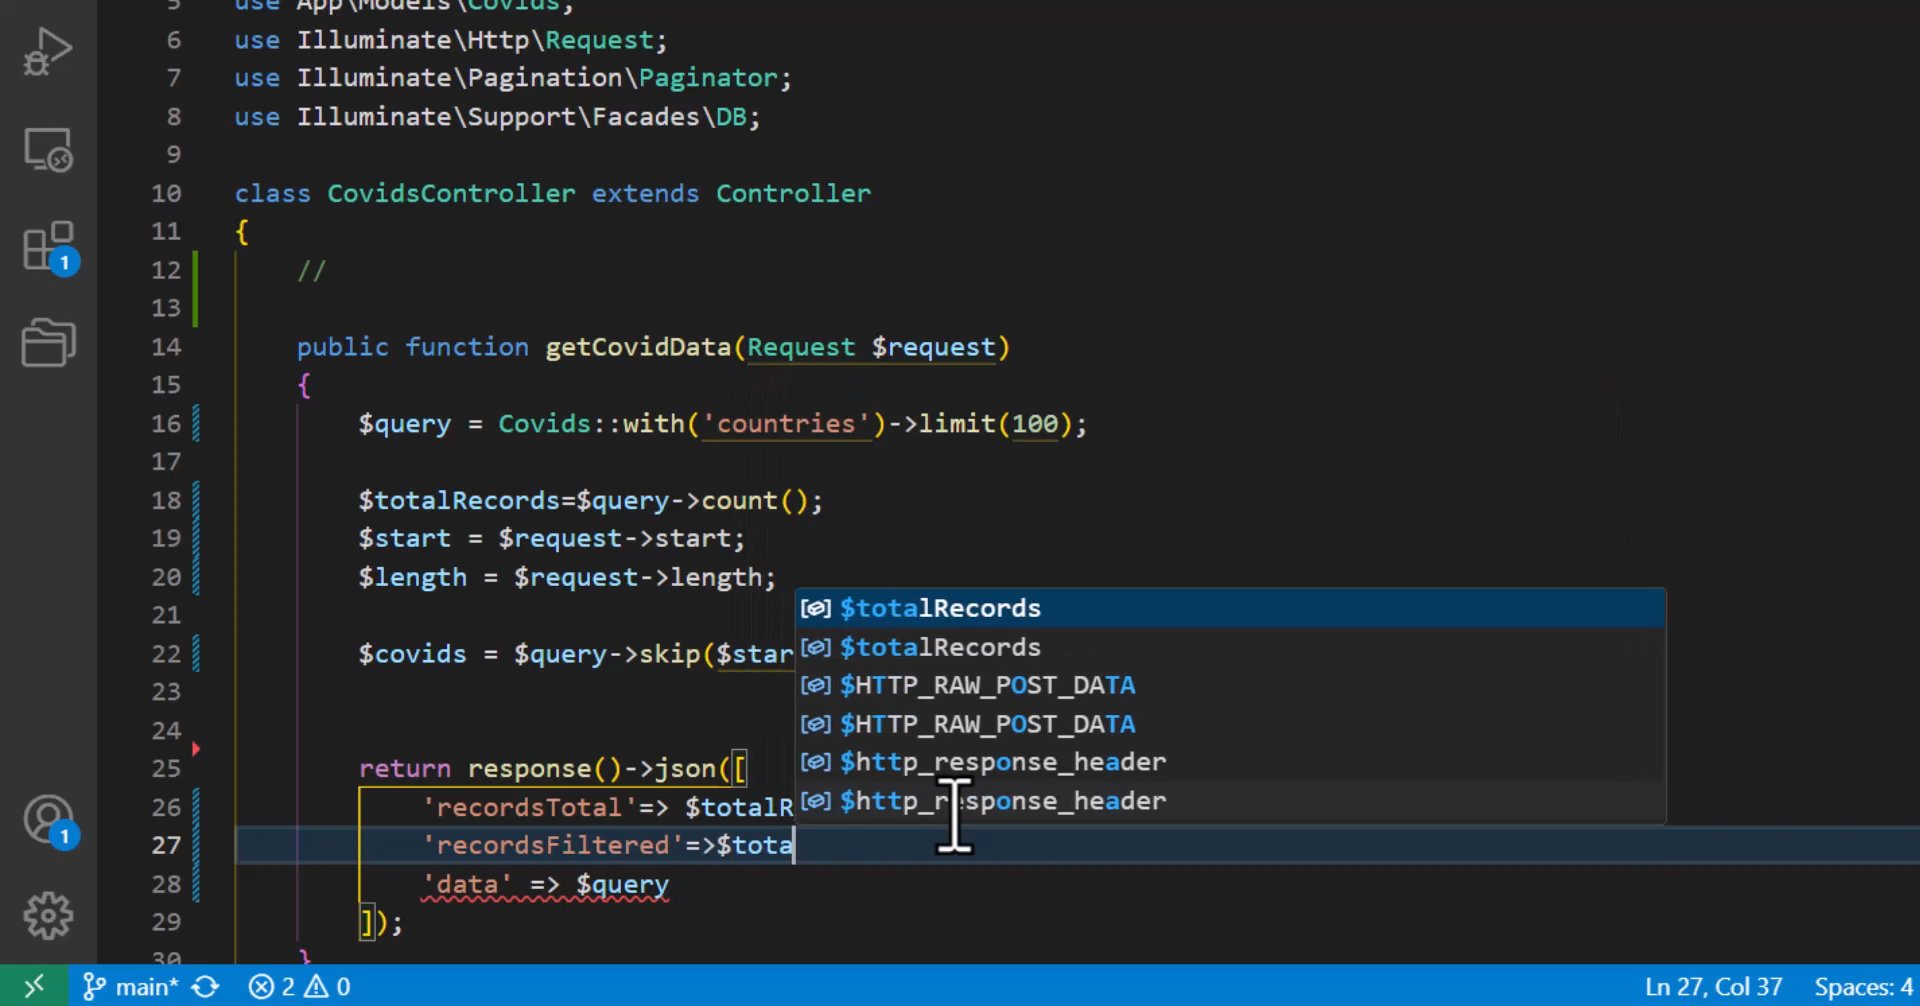 5 use App\Models\Covids;
6 use Illuminate\Http\Request;
7 use Illuminate\Pagination\Paginator;
8 use Illuminate\Support\Facades\DB;
9
10 class CovidsController extends Controller
11 {
12 //
13
14 public function getCovidData(Request $request)
15 {
16 $query = Covids::with('countries')->limit(100);
17
18 $totalRecords=$query->count();
19 $start = $request->start;
20 $length = $request->length;
21
22 $covids = $query->skip($star
23
24
25 return response()->json([
26 'recordsTotal'=> $totalR
27 'recordsFiltered'=>$tota
28 'data' => $query
29 ]);
30 }
$totalRecords
$totalRecords
$HTTP_RAW_POST_DATA
$HTTP_RAW_POST_DATA
$http_response_header
$http_response_header
1
1
main* 2 0 Ln 27, Col 37 Spaces: 4